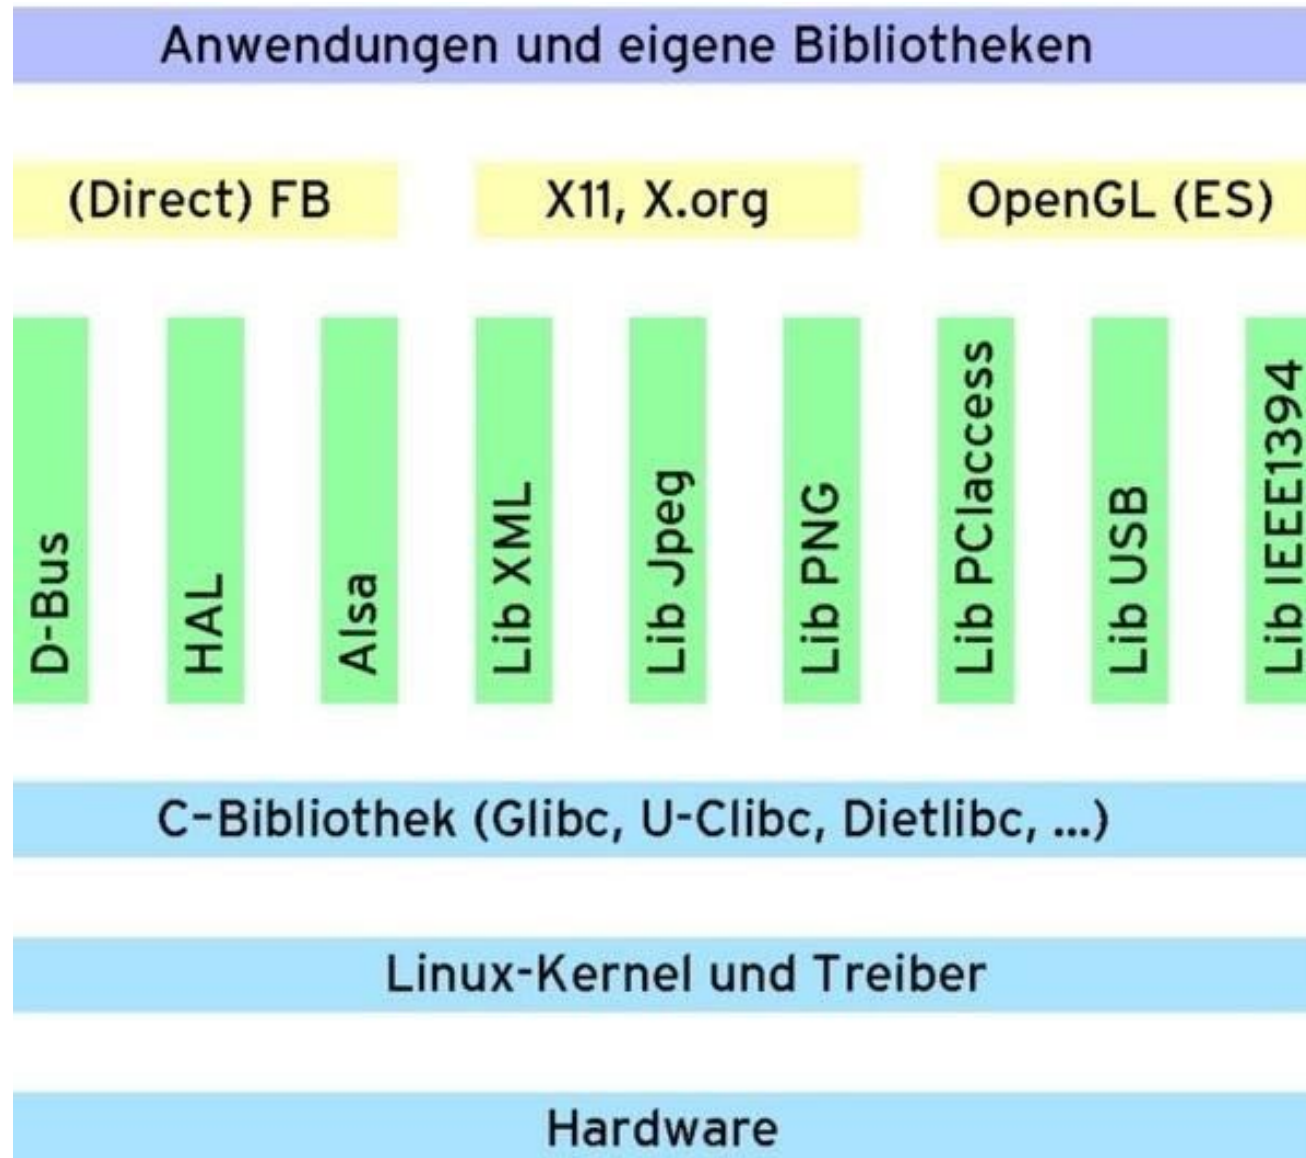 Anwendungen und eigene Bibliotheken
(Direct) FB
X11, X.org
OpenGL (ES)
D-Bus
HAL
Alsa
Lib XML
Lib Jpeg
Lib PNG
Lib PCIaccess
Lib USB
Lib IEEE1394
C-Bibliothek (Glibc, U-Clibc, Dietlibc, ...)
Linux-Kernel und Treiber
Hardware